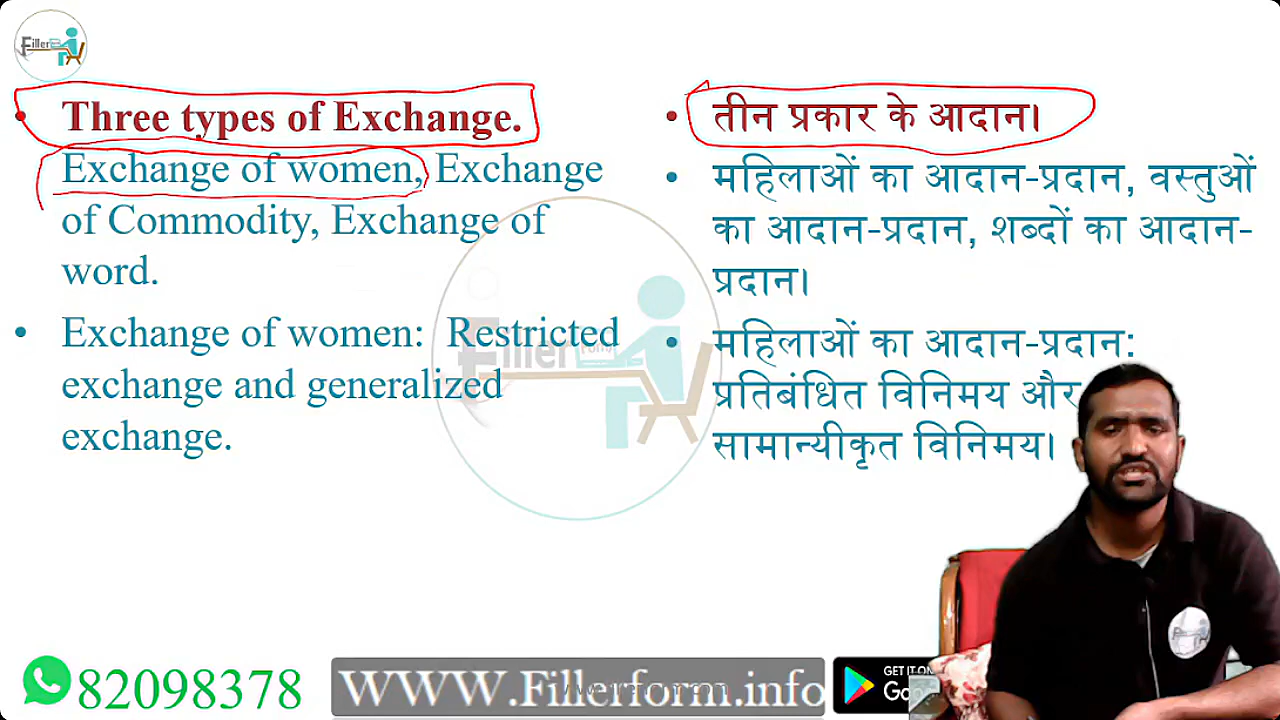 Filler
Three types of Exchange.
Exchange of women, Exchange
of Commodity, Exchange of
word.
Exchange of women: Restricted
exchange and generalized
exchange.
तीन प्रकार के आदान।
महिलाओं का आदान-प्रदान, वस्तुओं
का आदान-प्रदान, शब्दों का आदान-
प्रदान।
महिलाओं का आदान-प्रदान:
प्रतिबंधित विनिमय और
सामान्यीकृत विनिमय।
Filler
82098378
WWW.Fillerform.info
GET IT ON